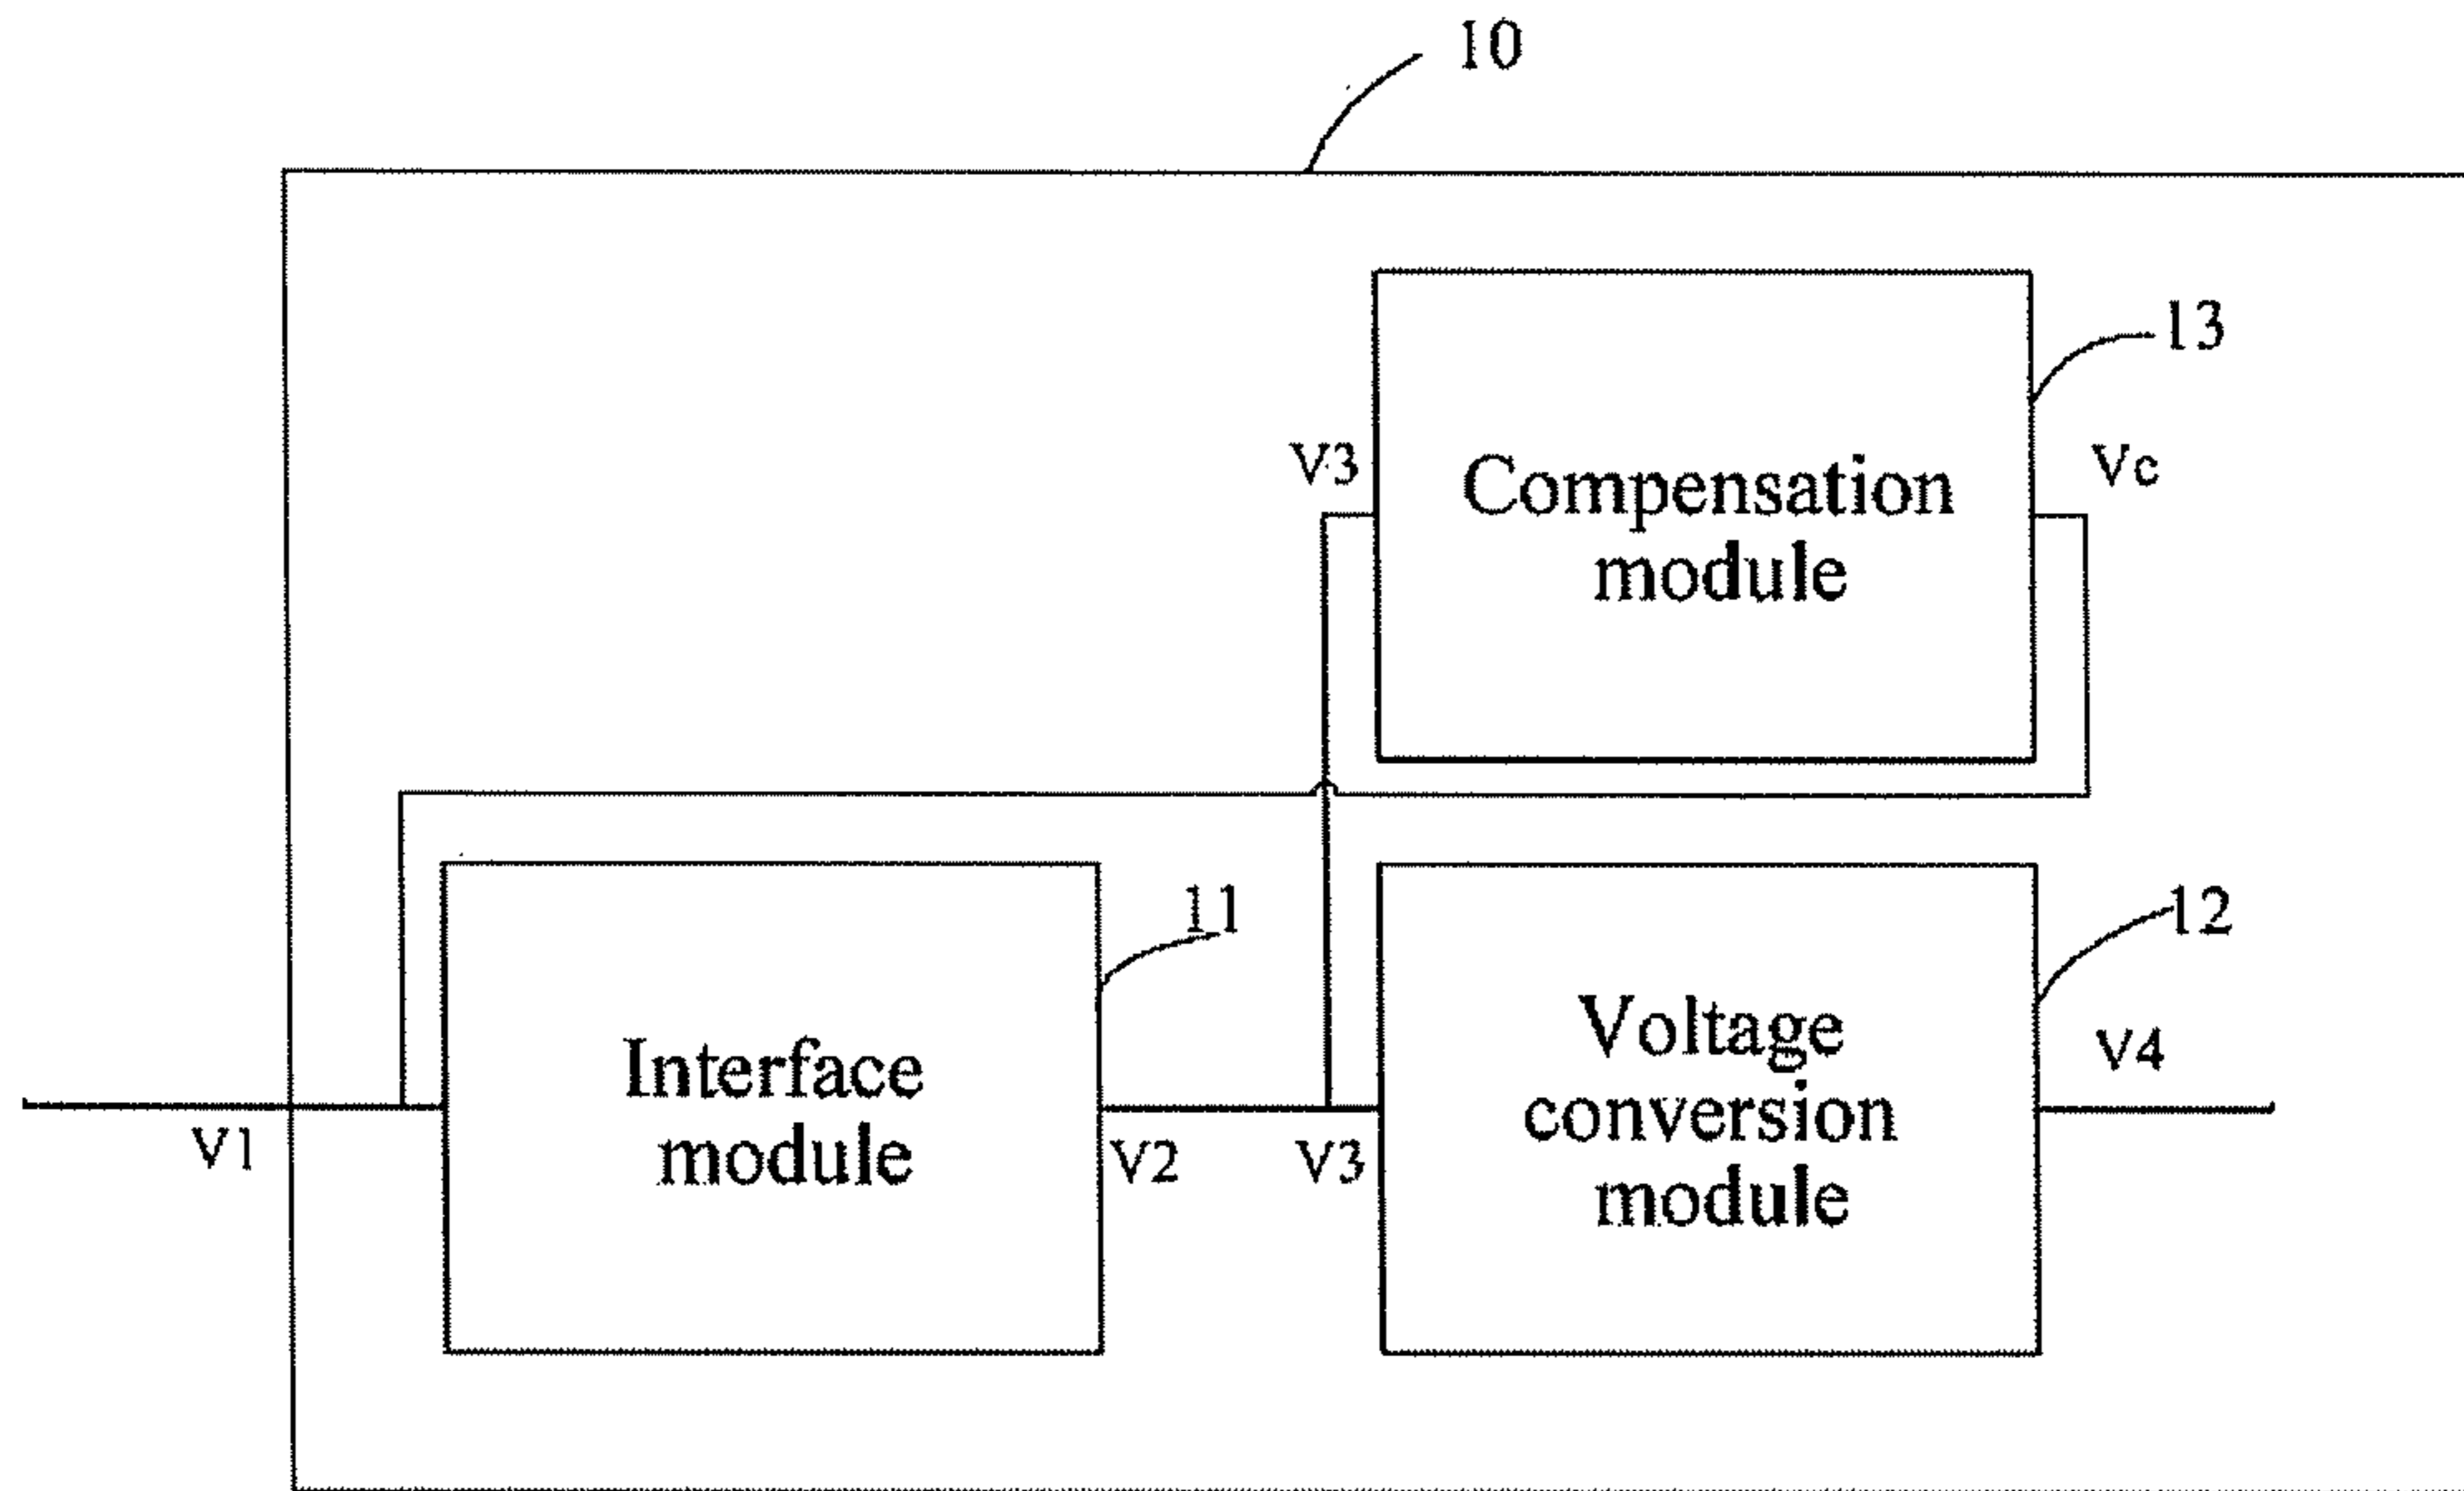 10
13
V3
Vc
Compensation
module
11
12
Interface
module
Voltage
conversion
module
V1
V2
V3
V4